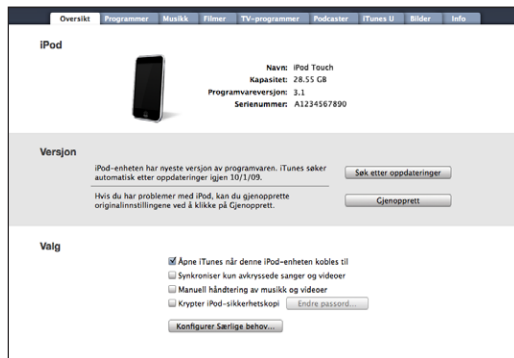 Oversikt Programmer Musikk Filmer TV-programmer Podcaster iTunes U Bilder Info
iPod
Navn: iPod Touch
Kapasitet: 28.55 GB
Programvareversjon: 3.1
Serienummer: A1234567890
Versjon
iPod-enheten har nyeste versjon av programvaren. iTunes søker
automatisk etter oppdateringer igjen 10/1/09.
Søk etter oppdateringer
Hvis du har problemer med iPod, kan du gjenopprette
originalinnstillingene ved å klikke på Gjenopprett.
Gjenopprett
Valg
Åpne iTunes når denne iPod-enheten kobles til
Synkroniser kun avkryssede sanger og videoer
Manuell håndtering av musikk og videoer
Krypter iPod-sikkerhetskopi Endre passord...
Konfigurer Særlige behov...